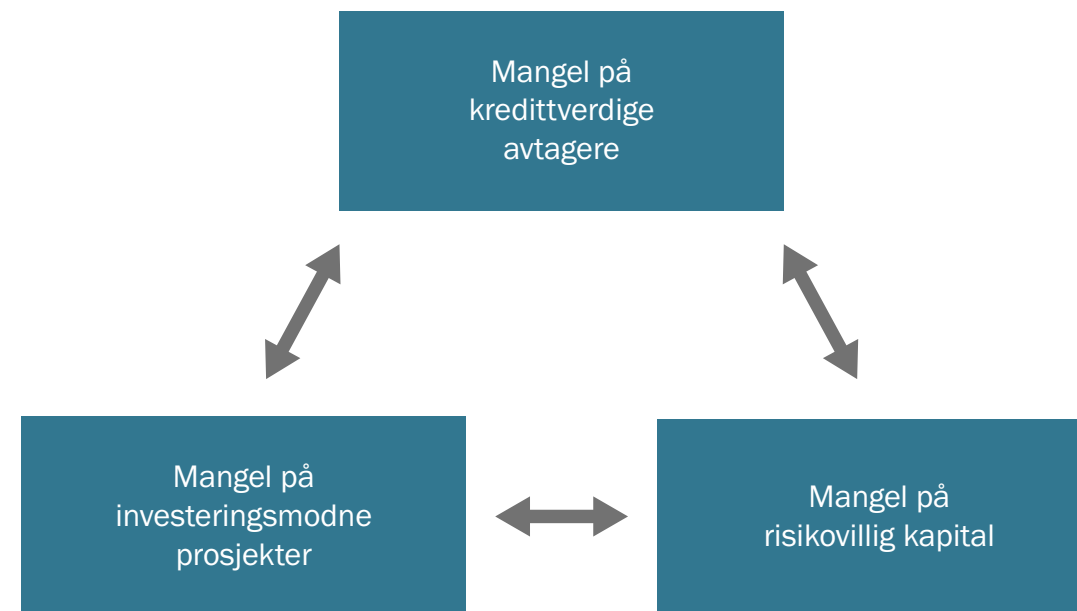 Mangel på
kredittverdige
avtagere
Mangel på
investeringsmodne
prosjekter
Mangel på
risikovillig kapital